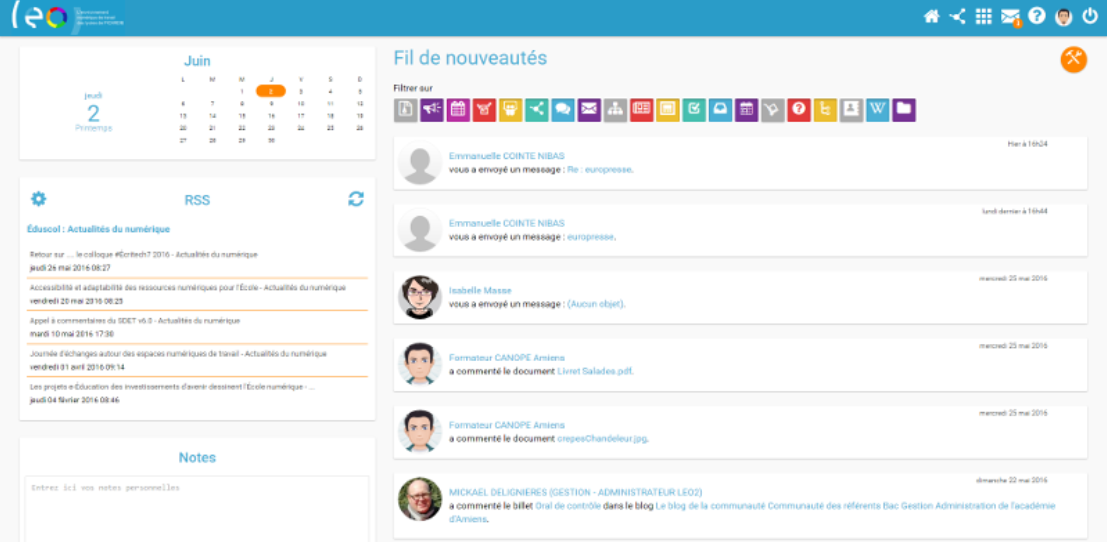 leo
Juin
L M M J V S D
jeudi
2
Printemps
1 2 3 4 5
6 7 8 9 10 11 12
13 14 15 16 17 18 19
20 21 22 23 24 25 26
27 28 29 30
RSS
Éduscol : Actualités du numérique
Retour sur ... le colloque #Ecritech7 2016 - Actualités du numérique
jeudi 26 mai 2016 08:27
Accessibilité et adaptabilité des ressources numériques pour l'École - Actualités du numérique
vendredi 20 mai 2016 08:25
Appel à commentaires du SDET v6.0 - Actualités du numérique
mardi 10 mai 2016 17:30
Journée d'échanges autour des espaces numériques de travail - Actualités du numérique
vendredi 01 avril 2016 09:14
Les projets e-Éducation des investissements d'avenir dessinent l'École numérique - ...
jeudi 04 février 2016 08:46
Notes
Entrez ici vos notes personnelles
Fil de nouveautés
Filtrer sur
W
Hier à 16h24
Emmanuelle COINTE NIBAS
vous a envoyé un message : Re : europresse.
lundi dernier à 16h44
Emmanuelle COINTE NIBAS
vous a envoyé un message : europresse.
mercredi 25 mai 2016
Isabelle Masse
vous a envoyé un message : (Aucun objet).
mercredi 25 mai 2016
Formateur CANOPE Amiens
a commenté le document Livret Salades.pdf.
mercredi 25 mai 2016
Formateur CANOPE Amiens
a commenté le document crepesChandeleur.jpg.
dimanche 22 mai 2016
MICKAEL DELIGNIERES (GESTION - ADMINISTRATEUR LEO2)
a commenté le billet Oral de contrôle dans le blog Le blog de la communauté Communauté des référents Bac Gestion Administration de l'académie
d'Amiens.